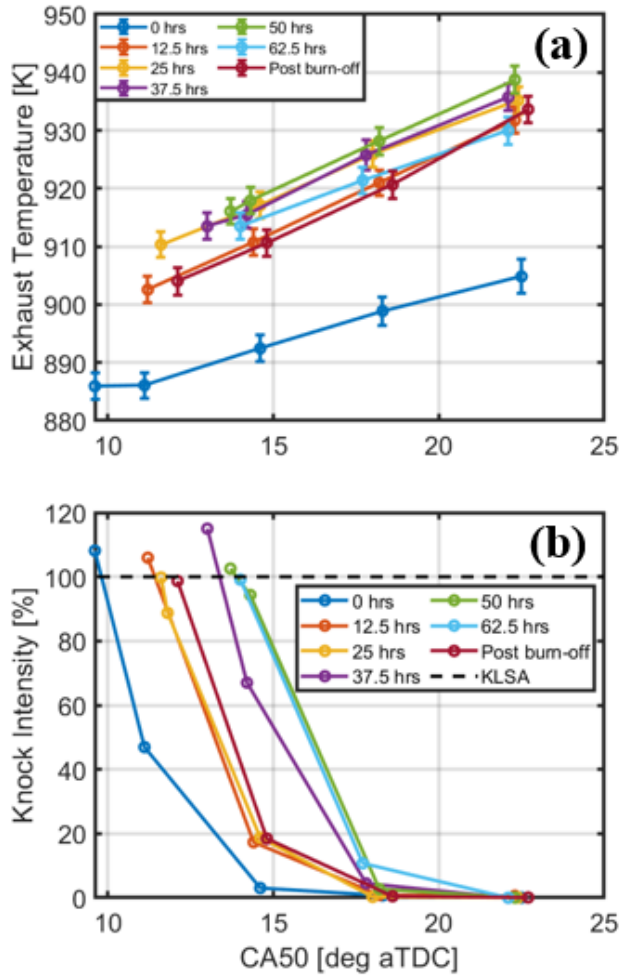 (a)
Exhaust Temperature [K]
950
940
930
920
910
900
890
880
0 hrs
50 hrs
12.5 hrs
62.5 hrs
25 hrs
Post burn-off
37.5 hrs
10
15
20
25
(b)
Knock Intensity [%]
120
100
80
60
40
20
0
0 hrs
50 hrs
12.5 hrs
62.5 hrs
25 hrs
Post burn-off
37.5 hrs
KLSA
10
15
20
25
CA50 [deg aTDC]